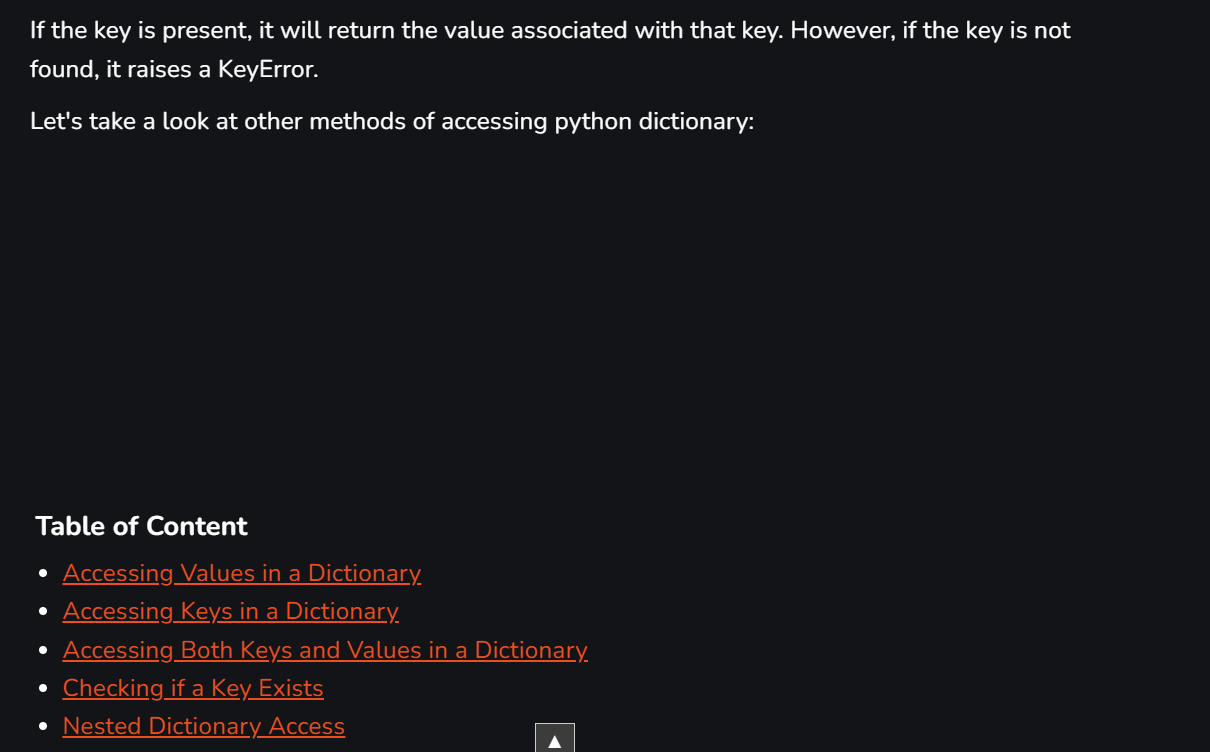 If the key is present, it will return the value associated with that key. However, if the key is not
found, it raises a KeyError.
Let's take a look at other methods of accessing python dictionary:
Table of Content
Accessing Values in a Dictionary
Accessing Keys in a Dictionary
Accessing Both Keys and Values in a Dictionary
Checking if a Key Exists
Nested Dictionary Access